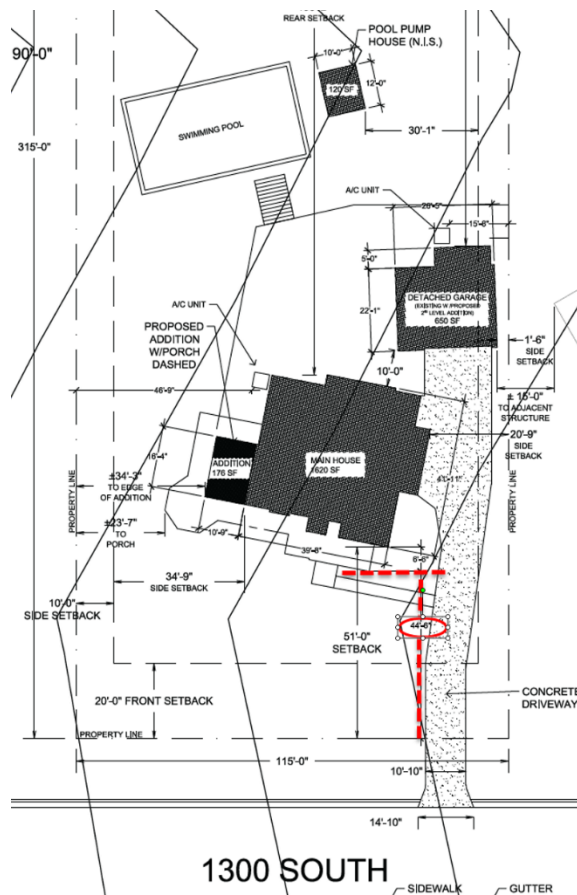 REAR SETBACK
POOL PUMP
HOUSE (N.I.S.)
90'-0"
10'-0"
12'-0"
120 SF
SWIMMING POOL
315'-0"
30'-1"
A/C UNIT
15'-6"
5'-0"
DETACHED GARAGE
(EXISTING W/PROPOSED
2ND LEVEL ADDITION)
650 SF
22'-1"
A/C UNIT
PROPOSED
ADDITION
W/PORCH
DASHED
1'-6"
SIDE
SETBACK
10'-0"
46'-9"
± 15'-0"
TO ADJACENT
STRUCTURE
20'-9"
SIDE
SETBACK
16'-4"
ADDITION
176 SF
MAIN HOUSE
1620 SF
±34'-3"
TO EDGE
OF ADDITION
PROPERTY LINE
PROPERTY LINE
±23'-7"
TO
PORCH
10'-9"
6'-6"
34'-9"
SIDE SETBACK
10'-0"
SIDE SETBACK
44'-6"
51'-0"
SETBACK
20'-0" FRONT SETBACK
CONCRETE
DRIVEWAY
PROPERTY LINE
115'-0"
10'-10"
14'-10"
1300 SOUTH
SIDEWALK
GUTTER